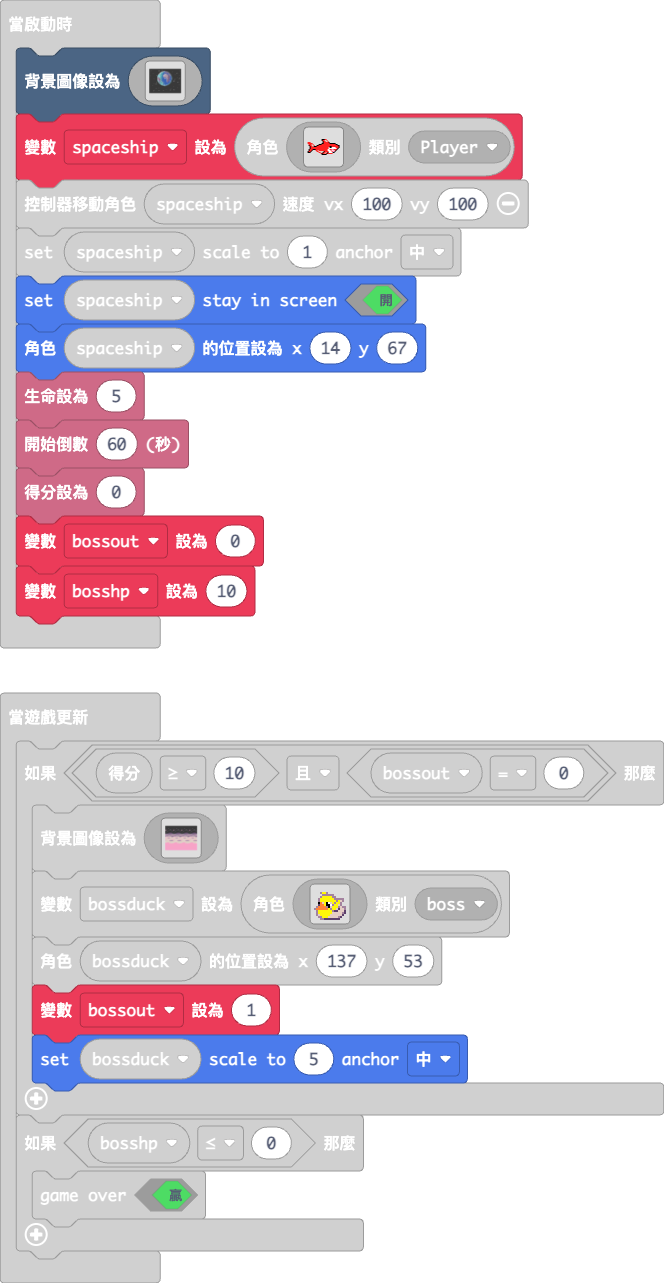 當啟動時
背景圖像設為
變數 spaceship 設為 角色 類別 Player
控制器移動角色 spaceship 速度 vx 100 vy 100
set spaceship scale to 1 anchor 中
set spaceship stay in screen 開
角色 spaceship 的位置設為 x 14 y 67
生命設為 5
開始倒數 60 (秒)
得分設為 0
變數 bossout 設為 0
變數 bosshp 設為 10
當遊戲更新
如果 得分 ≥ 10 且 bossout = 0 那麼
背景圖像設為
變數 bossduck 設為 角色 類別 boss
角色 bossduck 的位置設為 x 137 y 53
變數 bossout 設為 1
set bossduck scale to 5 anchor 中
如果 bosshp ≤ 0 那麼
game over 贏